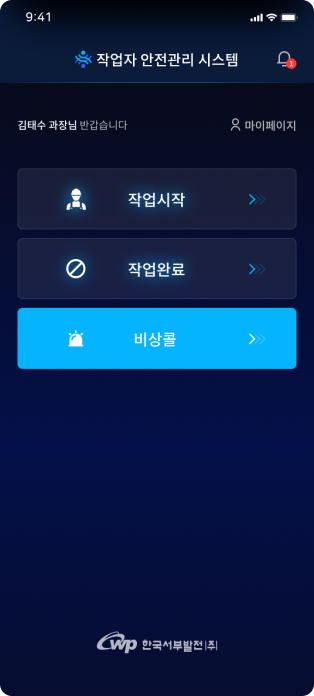 9:41
작업자 안전관리 시스템
1
김태수 과장님 반갑습니다
마이페이지
작업시작
작업완료
비상콜
cwp 한국서부발전(주)